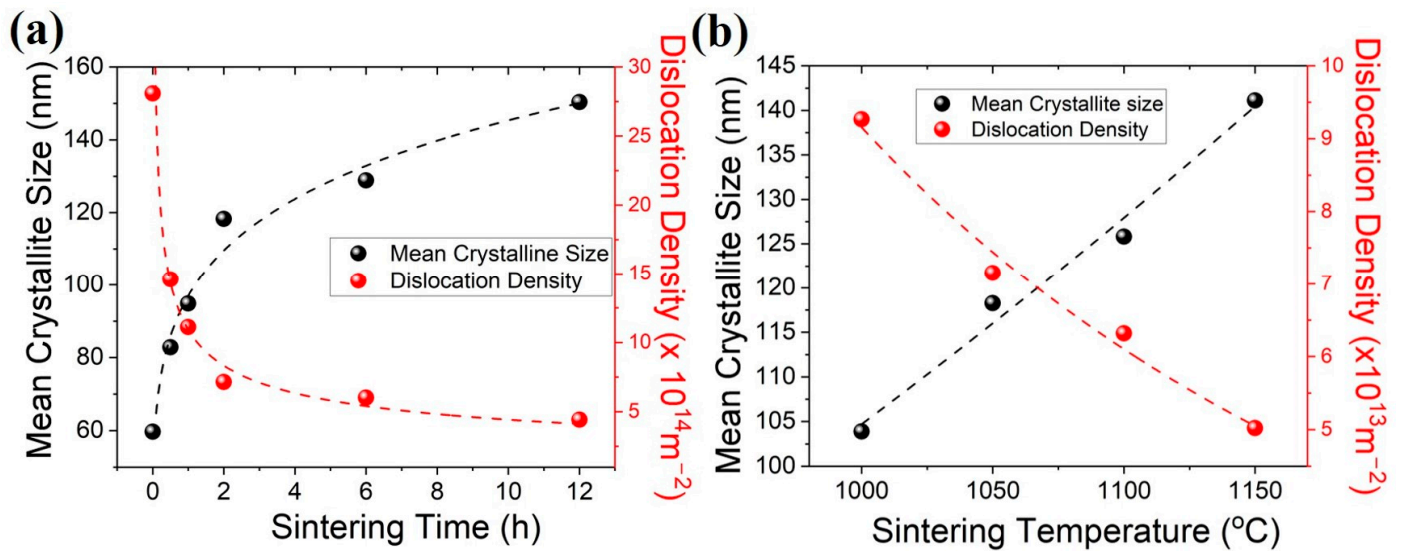 (a)
Mean Crystallite Size (nm)
160
140
120
100
80
60
Mean Crystalline Size
Dislocation Density
30
25
20
15
10
5
Dislocation Density (x 10¹⁴m⁻²)
0 2 4 6 8 10 12
Sintering Time (h)
(b)
Mean Crystallite Size (nm)
145
140
135
130
125
120
115
110
105
100
Mean Crystallite size
Dislocation Density
10
9
8
7
6
5
Dislocation Density (x10¹³m⁻²)
1000 1050 1100 1150
Sintering Temperature (ºC)